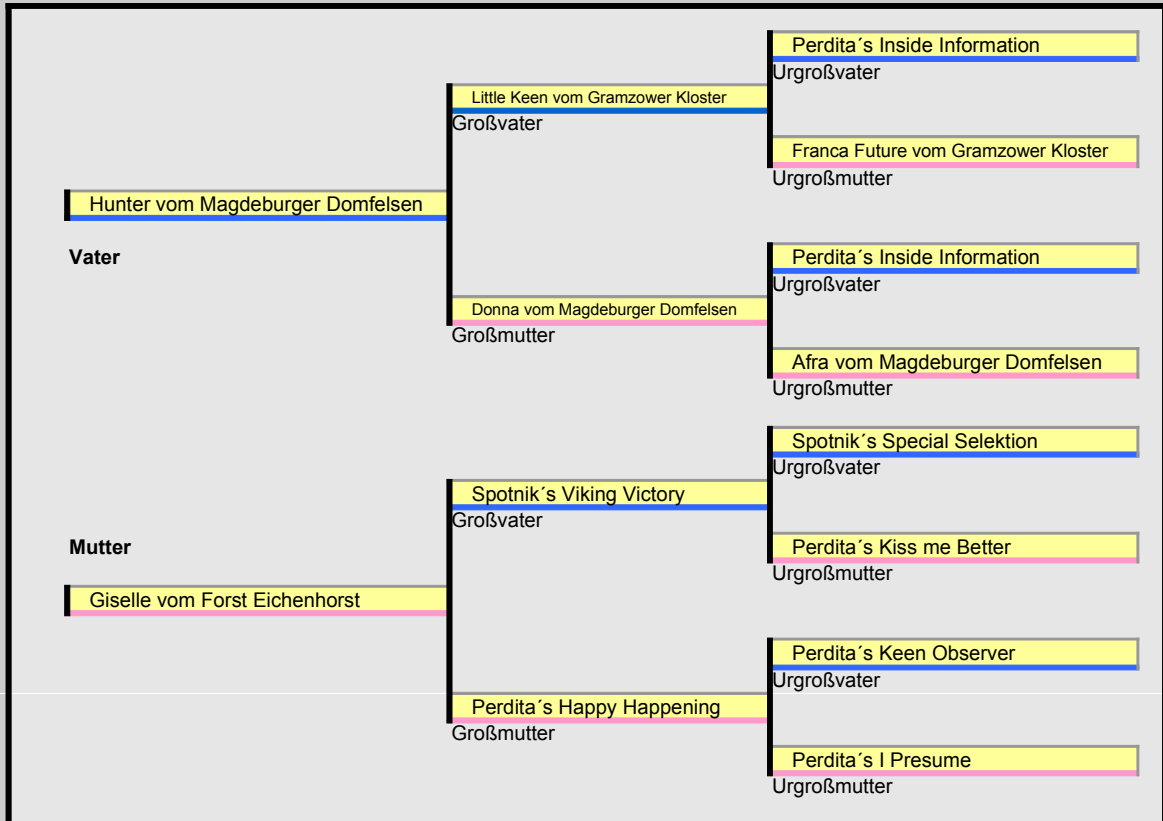 Perdita´s Inside Information
Urgroßvater
Little Keen vom Gramzower Kloster
Großvater
Franca Future vom Gramzower Kloster
Urgroßmutter
Hunter vom Magdeburger Domfelsen
Vater
Perdita´s Inside Information
Urgroßvater
Donna vom Magdeburger Domfelsen
Großmutter
Afra vom Magdeburger Domfelsen
Urgroßmutter
Spotnik´s Special Selektion
Urgroßvater
Spotnik´s Viking Victory
Großvater
Mutter
Perdita´s Kiss me Better
Urgroßmutter
Giselle vom Forst Eichenhorst
Perdita´s Keen Observer
Urgroßvater
Perdita´s Happy Happening
Großmutter
Perdita´s I Presume
Urgroßmutter